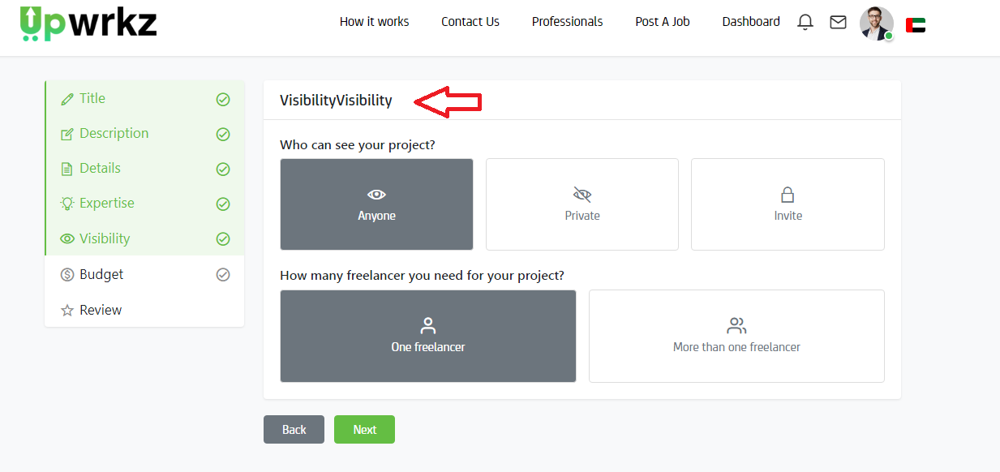 Upwrkz
How it works
Contact Us
Professionals
Post A Job
Dashboard
Title
Description
Details
Expertise
Visibility
Budget
Review
VisibilityVisibility
Who can see your project?
Anyone
Private
Invite
How many freelancer you need for your project?
One freelancer
More than one freelancer
Back
Next